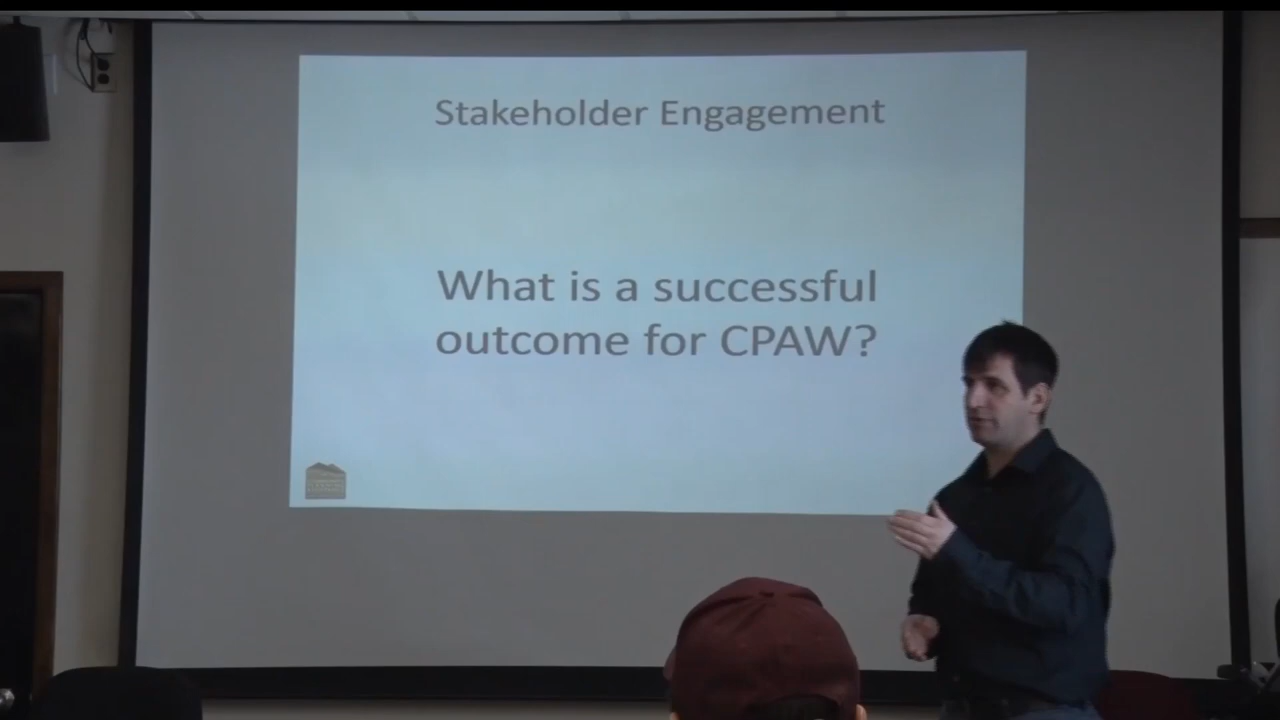 Stakeholder Engagement
What is a successful
outcome for CPAW?